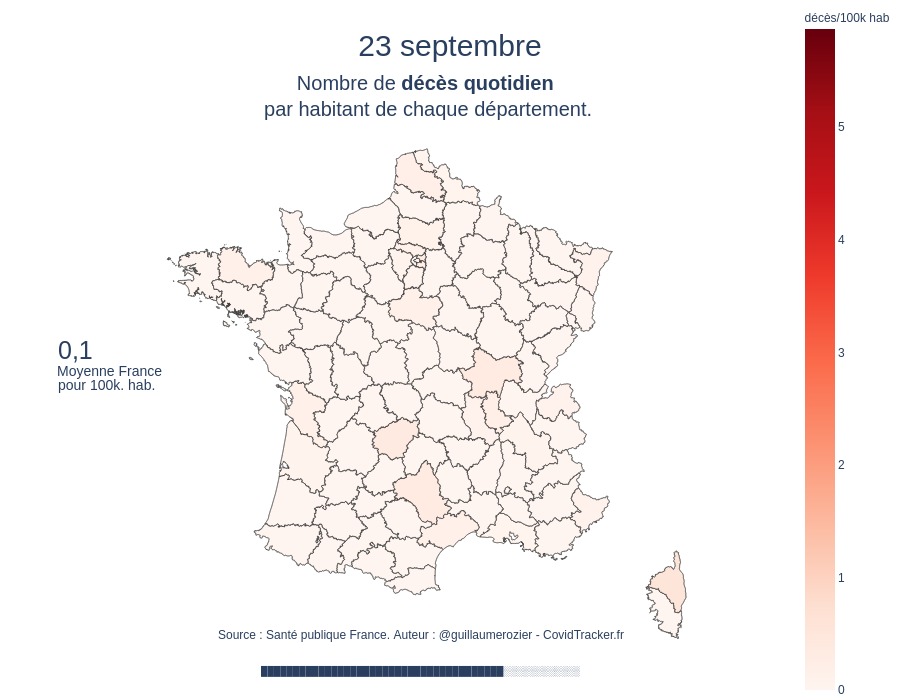 23 septembre
Nombre de décès quotidien
par habitant de chaque département.
décès/100k hab
5
4
3
2
1
0
0,1
Moyenne France
pour 100k. hab.
Source : Santé publique France. Auteur : @guillaumerozier - CovidTracker.fr